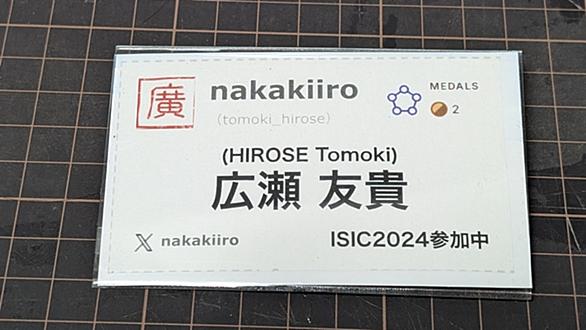 廣
nakakiiro
(tomoki_hirose)
MEDALS
2
(HIROSE Tomoki)
広瀬 友貴
X nakakiiro
ISIC2024参加中